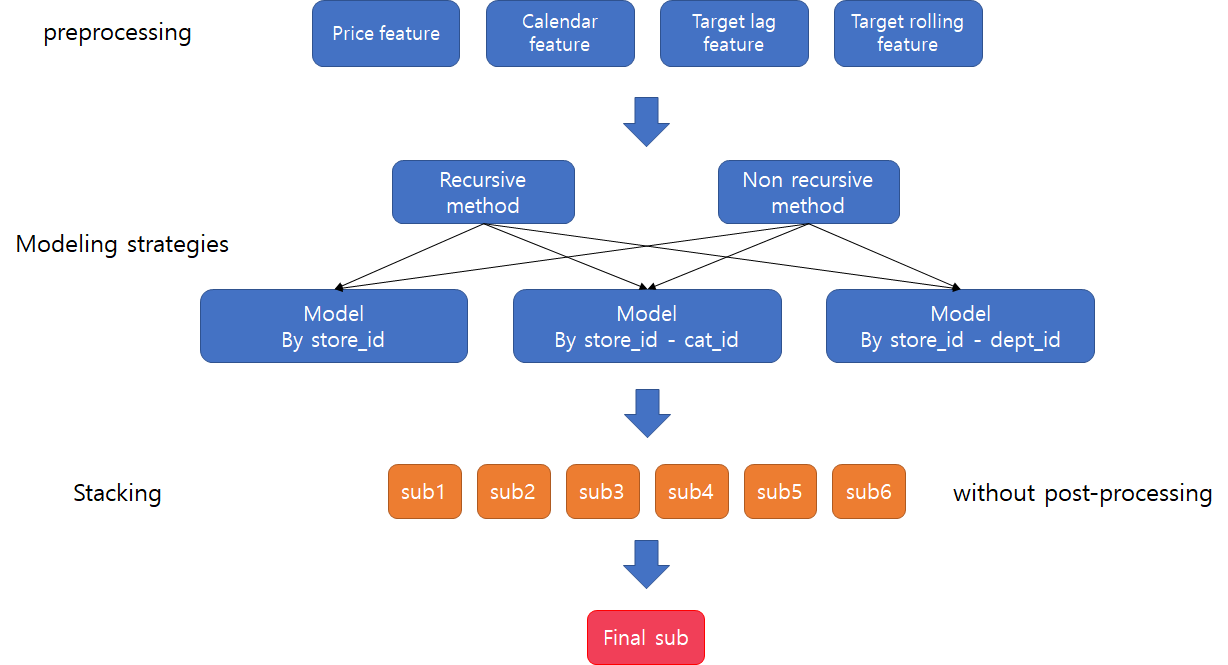 preprocessing
Price feature
Calendar
feature
Target lag
feature
Target rolling
feature
Recursive
method
Non recursive
method
Modeling strategies
Model
By store_id
Model
By store_id - cat_id
Model
By store_id - dept_id
Stacking
sub1
sub2
sub3
sub4
sub5
sub6
without post-processing
Final sub